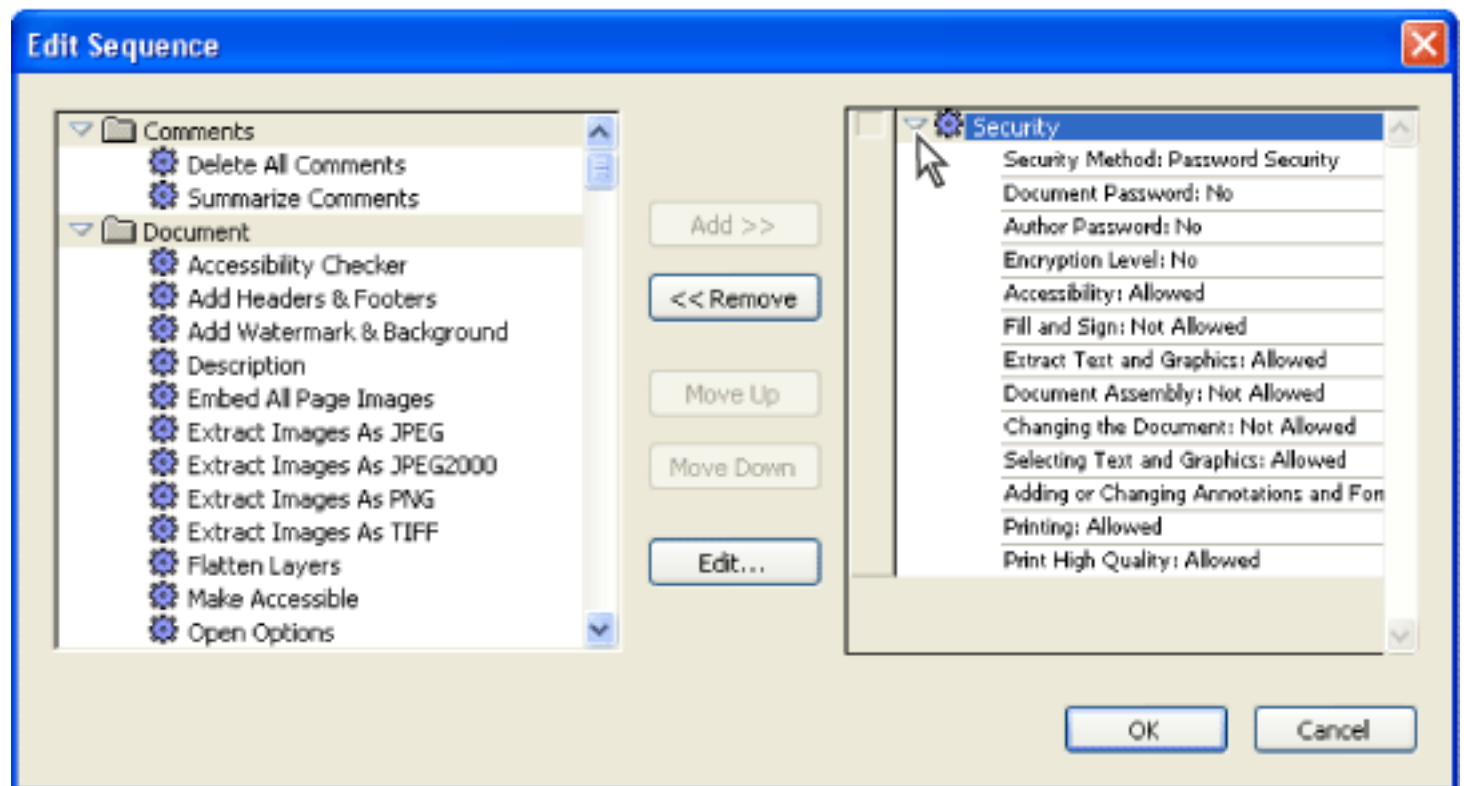 Edit Sequence
Comments
Delete All Comments
Summarize Comments
Document
Accessibility Checker
Add Headers & Footers
Add Watermark & Background
Description
Embed All Page Images
Extract Images As JPEG
Extract Images As JPEG2000
Extract Images As PNG
Extract Images As TIFF
Flatten Layers
Make Accessible
Open Options
Add >>
<< Remove
Move Up
Move Down
Edit...
Security
Security Method: Password Security
Document Password: No
Author Password: No
Encryption Level: No
Accessibility: Allowed
Fill and Sign: Not Allowed
Extract Text and Graphics: Allowed
Document Assembly: Not Allowed
Changing the Document: Not Allowed
Selecting Text and Graphics: Allowed
Adding or Changing Annotations and
Printing: Allowed
Print High Quality: Allowed
OK
Cancel